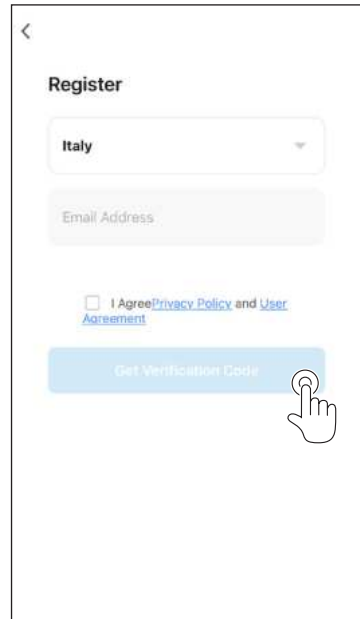 Register
Italy
Email Address
I AgreePrivacy Policy and User
Agreement
Get Verification Code